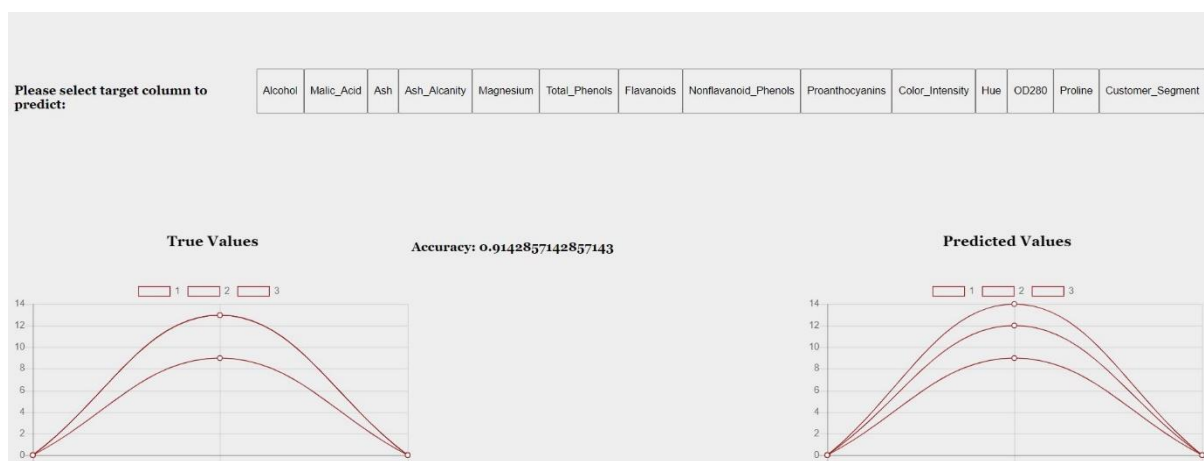 Please select target column to
predict:
Alcohol Malic_Acid Ash Ash_Alcanity Magnesium Total_Phenols Flavanoids Nonflavanoid_Phenols Proanthocyanins Color_Intensity Hue OD280 Proline Customer_Segment
True Values
Accuracy: 0.9142857142857143
Predicted Values
1 2 3
14
12
10
8
6
4
2
0
1 2 3
14
12
10
8
6
4
2
0